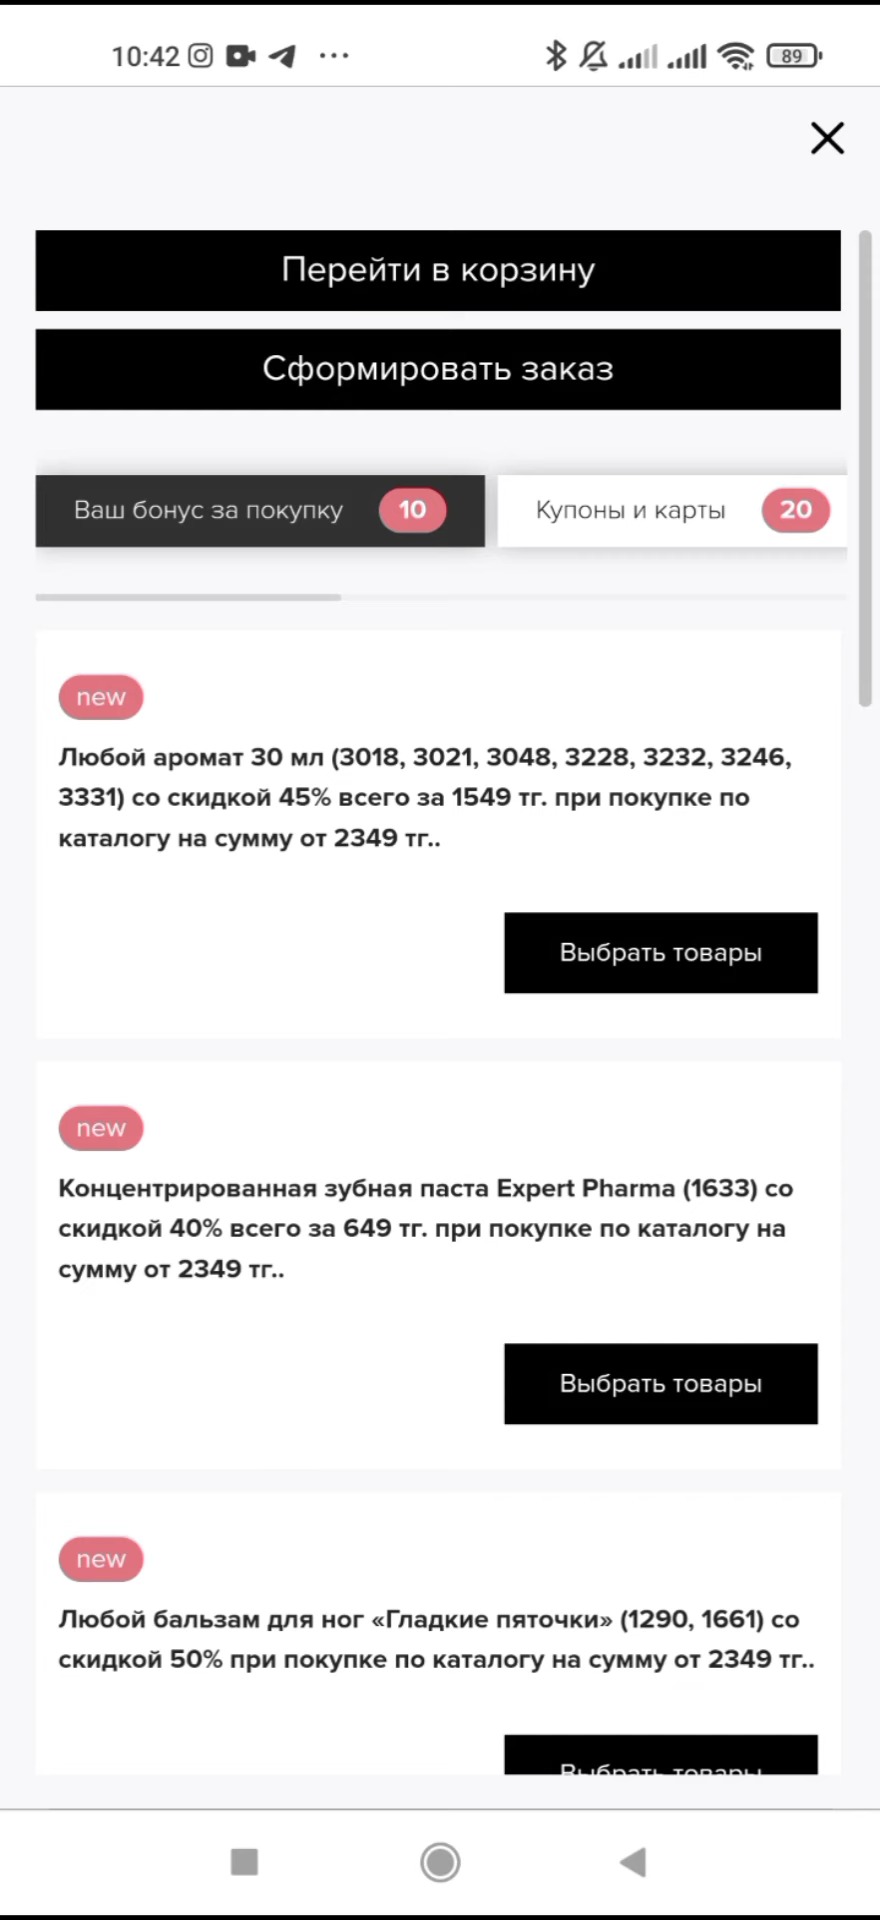 10:42
89
Перейти в корзину
Сформировать заказ
Ваш бонус за покупку 10
Купоны и карты 20
new
Любой аромат 30 мл (3018, 3021, 3048, 3228, 3232, 3246,
3331) со скидкой 45% всего за 1549 тг. при покупке по
каталогу на сумму от 2349 тг..
Выбрать товары
new
Концентрированная зубная паста Expert Pharma (1633) со
скидкой 40% всего за 649 тг. при покупке по каталогу на
сумму от 2349 тг..
Выбрать товары
new
Любой бальзам для ног «Гладкие пяточки» (1290, 1661) со
скидкой 50% при покупке по каталогу на сумму от 2349 тг..
Выбрать товары